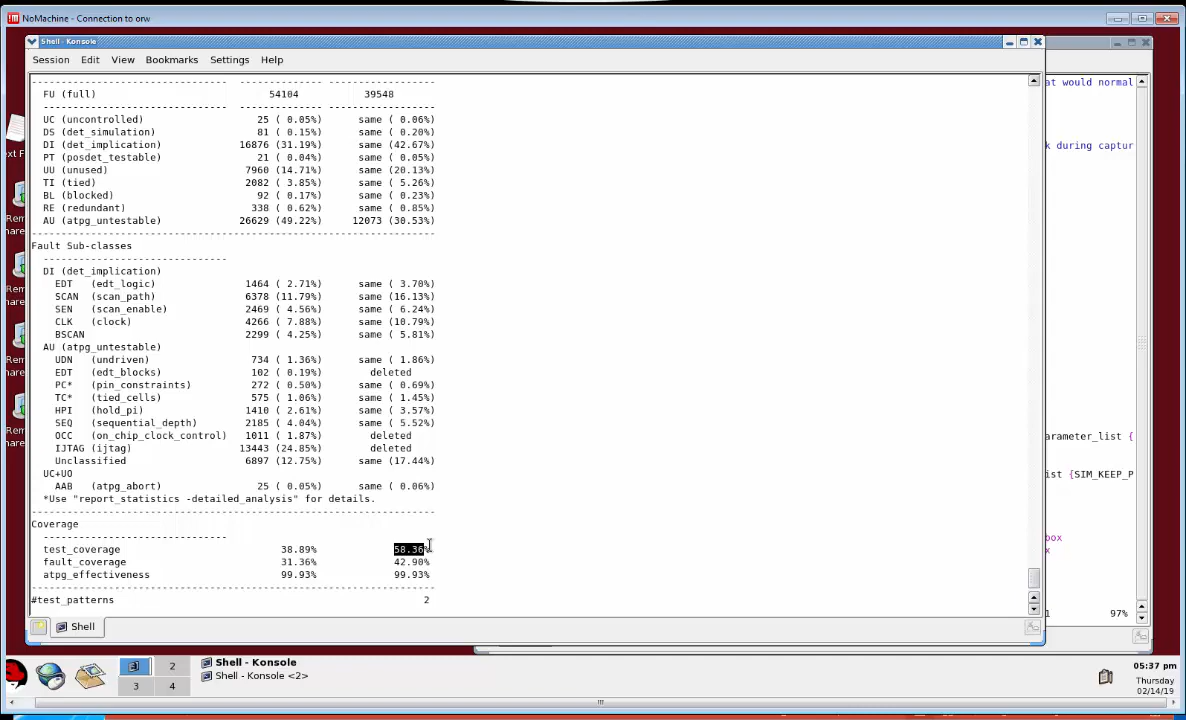 NoMachine - Connection to orw
Shell - Konsole
Session Edit View Bookmarks Settings Help
FU (full) 54104 39548
UC (uncontrolled) 25 ( 0.05%) same ( 0.06%)
DS (det_simulation) 81 ( 0.15%) same ( 0.20%)
DI (det_implication) 16876 (31.19%) same (42.67%)
PT (posdet_testable) 21 ( 0.04%) same ( 0.05%)
UU (unused) 7960 (14.71%) same (20.13%)
TI (tied) 2082 ( 3.85%) same ( 5.26%)
BL (blocked) 92 ( 0.17%) same ( 0.23%)
RE (redundant) 338 ( 0.62%) same ( 0.85%)
AU (atpg_untestable) 26629 (49.22%) 12073 (30.53%)
Fault Sub-classes
DI (det_implication)
EDT (edt_logic) 1464 ( 2.71%) same ( 3.70%)
SCAN (scan_path) 6378 (11.79%) same (16.13%)
SEN (scan_enable) 2469 ( 4.56%) same ( 6.24%)
CLK (clock) 4266 ( 7.88%) same (10.79%)
BSCAN 2299 ( 4.25%) same ( 5.81%)
AU (atpg_untestable)
UDN (undriven) 734 ( 1.36%) same ( 1.86%)
EDT (edt_blocks) 102 ( 0.19%) deleted
PC* (pin_constraints) 272 ( 0.50%) same ( 0.69%)
TC* (tied_cells) 575 ( 1.06%) same ( 1.45%)
HPI (hold_pi) 1410 ( 2.61%) same ( 3.57%)
SEQ (sequential_depth) 2185 ( 4.04%) same ( 5.52%)
OCC (on_chip_clock_control) 1011 ( 1.87%) deleted
IJTAG (ijtag) 13443 (24.85%) deleted
Unclassified 6897 (12.75%) same (17.44%)
UC+UO
AAB (atpg_abort) 25 ( 0.05%) same ( 0.06%)
*Use "report_statistics -detailed_analysis" for details.
Coverage
test_coverage 38.89% 58.36%
fault_coverage 31.36% 42.90%
atpg_effectiveness 99.93% 99.93%
#test_patterns 2
Shell
at would normal
k during captur
arameter_list {
ist {SIM_KEEP_P
box
x
1 97%
ext F
Rem
hare
Rem
hare
Rem
hare
Rem
hare
2
3 4
Shell - Konsole
Shell - Konsole <2>
05:37 pm
Thursday
02/14/19